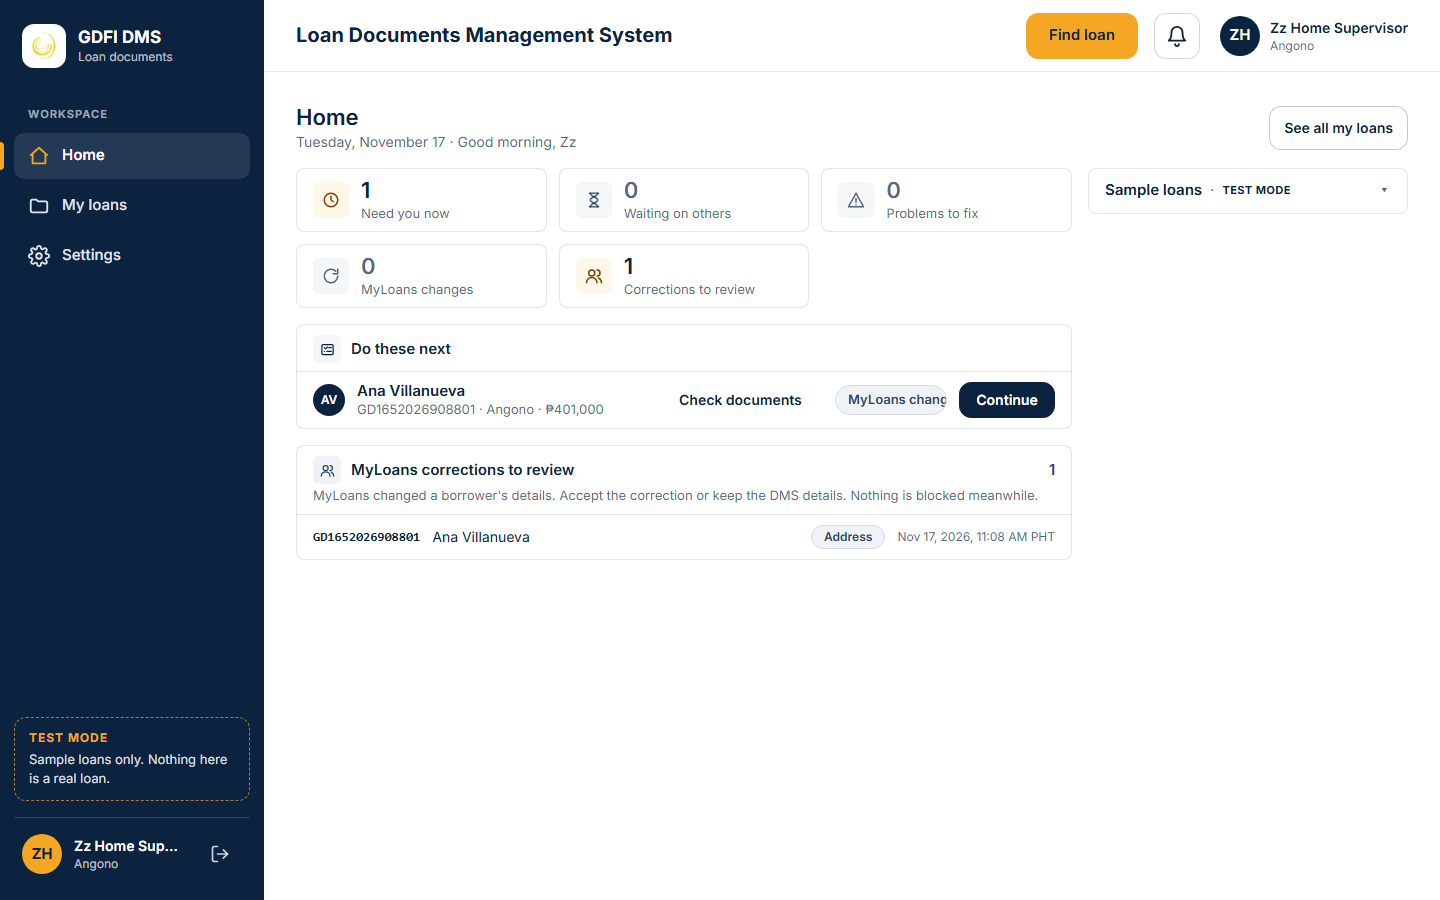 GDFI DMS
Loan documents
WORKSPACE
Home
My loans
Settings
TEST MODE
Sample loans only. Nothing here
is a real loan.
ZH
Zz Home Sup...
Angono
Loan Documents Management System
Find loan
ZH
Zz Home Supervisor
Angono
Home
Tuesday, November 17 · Good morning, Zz
See all my loans
1
Need you now
0
Waiting on others
0
Problems to fix
0
MyLoans changes
1
Corrections to review
Sample loans · TEST MODE
Do these next
AV
Ana Villanueva
GD1652026908801 · Angono · ₱401,000
Check documents
MyLoans chang
Continue
MyLoans corrections to review
1
MyLoans changed a borrower's details. Accept the correction or keep the DMS details. Nothing is blocked meanwhile.
GD1652026908801 Ana Villanueva
Address
Nov 17, 2026, 11:08 AM PHT